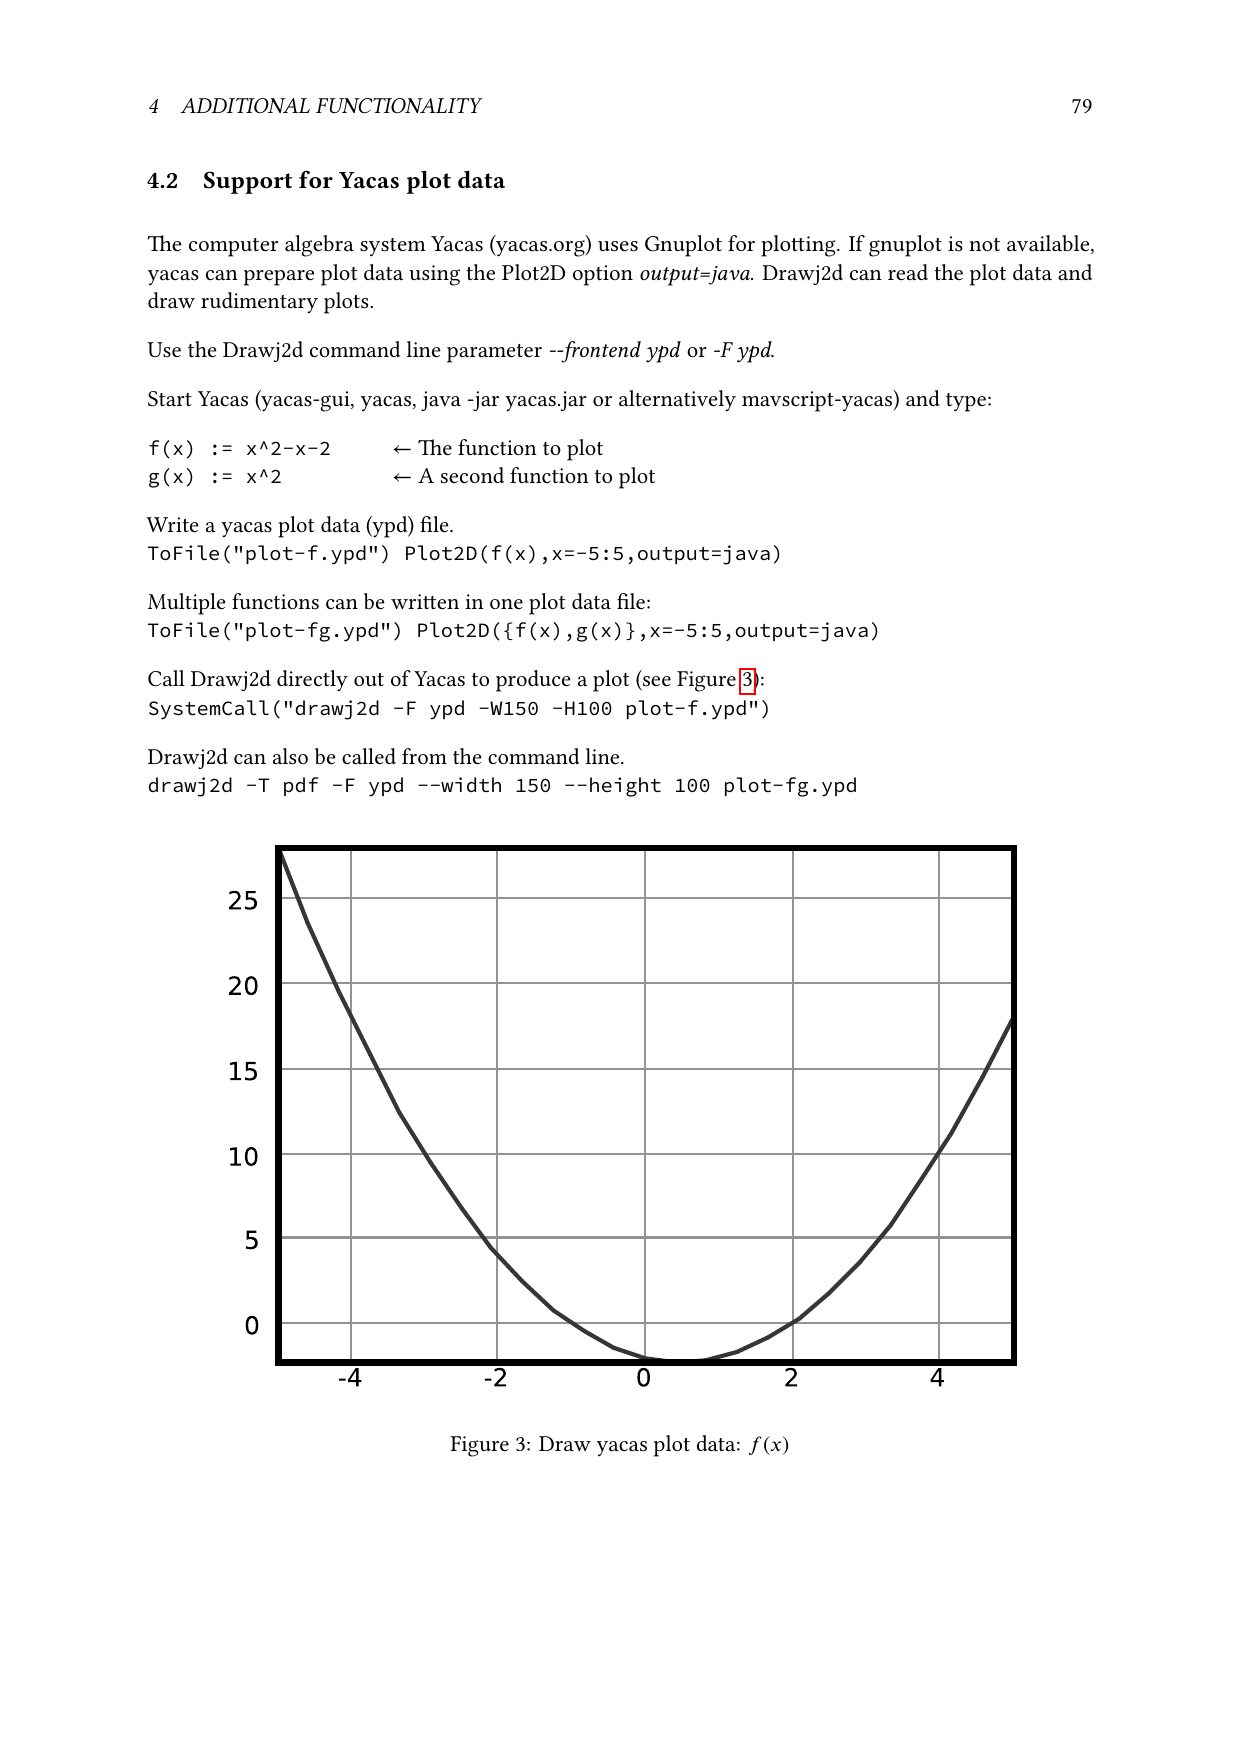 4 ADDITIONAL FUNCTIONALITY 79
4.2 Support for Yacas plot data
The computer algebra system Yacas (yacas.org) uses Gnuplot for plotting. If gnuplot is not available,
yacas can prepare plot data using the Plot2D option output=java. Drawj2d can read the plot data and
draw rudimentary plots.
Use the Drawj2d command line parameter --frontend ypd or -F ypd.
Start Yacas (yacas-gui, yacas, java -jar yacas.jar or alternatively mavscript-yacas) and type:
f(x) := x^2-x-2 ← The function to plot
g(x) := x^2 ← A second function to plot
Write a yacas plot data (ypd) file.
ToFile("plot-f.ypd") Plot2D(f(x),x=-5:5,output=java)
Multiple functions can be written in one plot data file:
ToFile("plot-fg.ypd") Plot2D({f(x),g(x)},x=-5:5,output=java)
Call Drawj2d directly out of Yacas to produce a plot (see Figure 3):
SystemCall("drawj2d -F ypd -W150 -H100 plot-f.ypd")
Drawj2d can also be called from the command line.
drawj2d -T pdf -F ypd --width 150 --height 100 plot-fg.ypd
25
20
15
10
5
0
-4 -2 0 2 4
Figure 3: Draw yacas plot data: f(x)